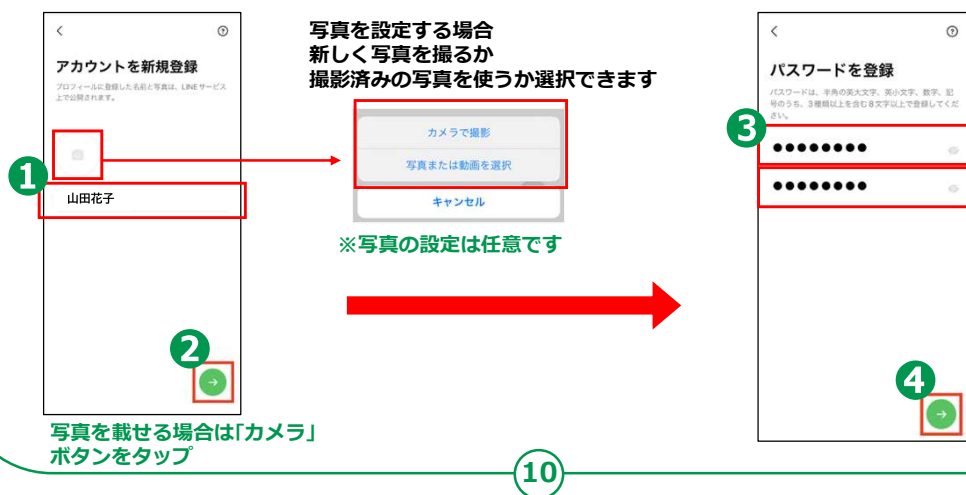 アカウントを新規登録
プロフィールに登録した名前と写真は、LINEサービス
上で公開されます。
1
山田花子
2
写真を載せる場合は「カメラ」
ボタンをタップ
写真を設定する場合
新しく写真を撮るか
撮影済みの写真を使うか選択できます
カメラで撮影
写真または動画を選択
キャンセル
※写真の設定は任意です
パスワードを登録
パスワードは、半角の英大文字、英小文字、数字、記
号のうち、3種類以上を含む8文字以上で登録してくだ
さい。
3
●●●●●●●●
●●●●●●●●
4
10